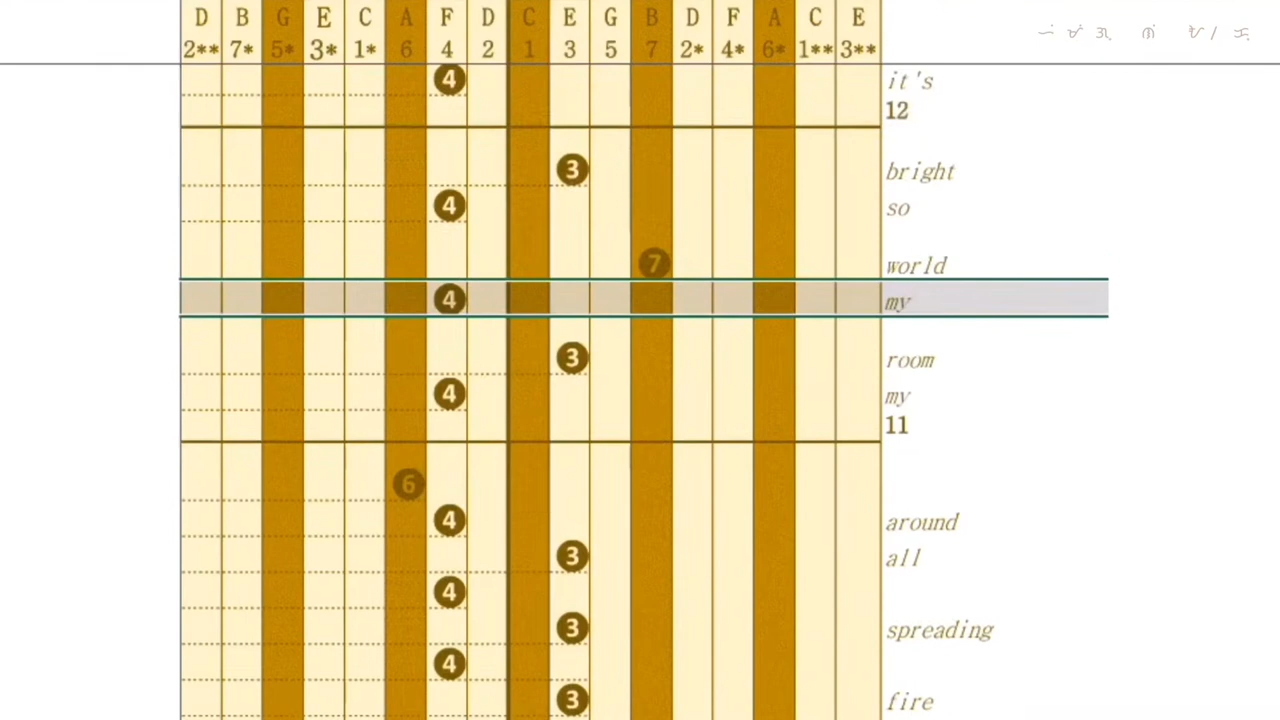 D B G E C A F D C E G B D F A C E
2** 7* 5* 3* 1* 6 4 2 1 3 5 7 2* 4* 6* 1** 3**
4 it's
12
3 bright
4 so
7 world
4 my
3 room
4 my
11
6
4 around
3 all
4
3 spreading
4
3 fire